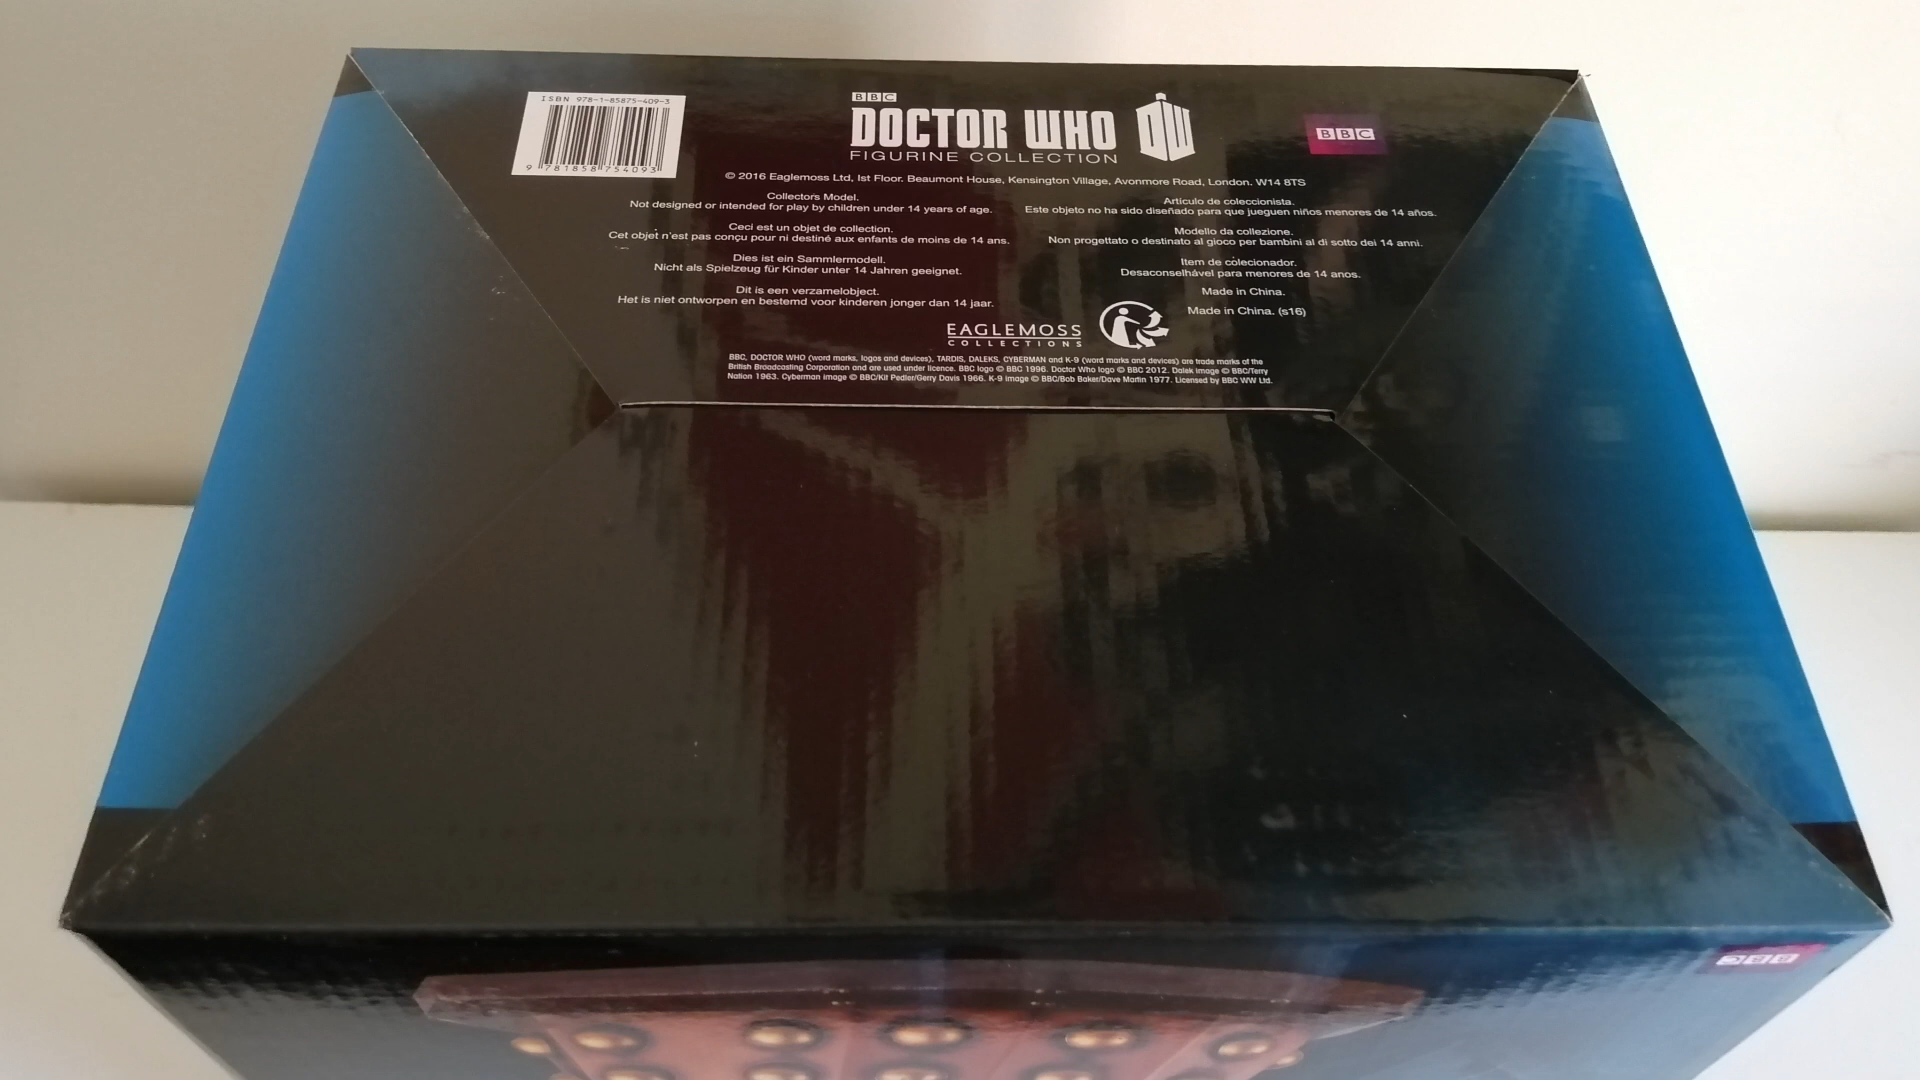 ISBN 978-1-85875-409-3
9 781858 754093
BBC
DOCTOR WHO DW
FIGURINE COLLECTION
BBC
© 2016 Eaglemoss Ltd, 1st Floor. Beaumont House, Kensington Village, Avonmore Road, London. W14 8TS
Collectors Model.
Not designed or intended for play by children under 14 years of age.
Ceci est un objet de collection.
Cet objet n'est pas conçu pour ni destiné aux enfants de moins de 14 ans.
Dies ist ein Sammlermodell.
Nicht als Spielzeug für Kinder unter 14 Jahren geeignet.
Dit is een verzamelobject.
Het is niet ontworpen en bestemd voor kinderen jonger dan 14 jaar.
Artículo de coleccionista.
Este objeto no ha sido diseñado para que jueguen niños menores de 14 años.
Modello da collezione.
Non progettato o destinato al gioco per bambini al di sotto dei 14 anni.
Item de colecionador.
Desaconselhável para menores de 14 anos.
Made in China.
Made in China. (s16)
EAGLEMOSS
COLLECTIONS
BBC, DOCTOR WHO (word marks, logos and devices), TARDIS, DALEKS, CYBERMAN and K-9 (word marks and devices) are trade marks of the
British Broadcasting Corporation and are used under licence. BBC logo © BBC 1996. Doctor Who logo © BBC 2012. Dalek image © BBC/Terry
Nation 1963. Cyberman image © BBC/Kit Pedler/Gerry Davis 1966. K-9 image © BBC/Bob Baker/Dave Martin 1977. Licensed by BBC WW Ltd.
BBC